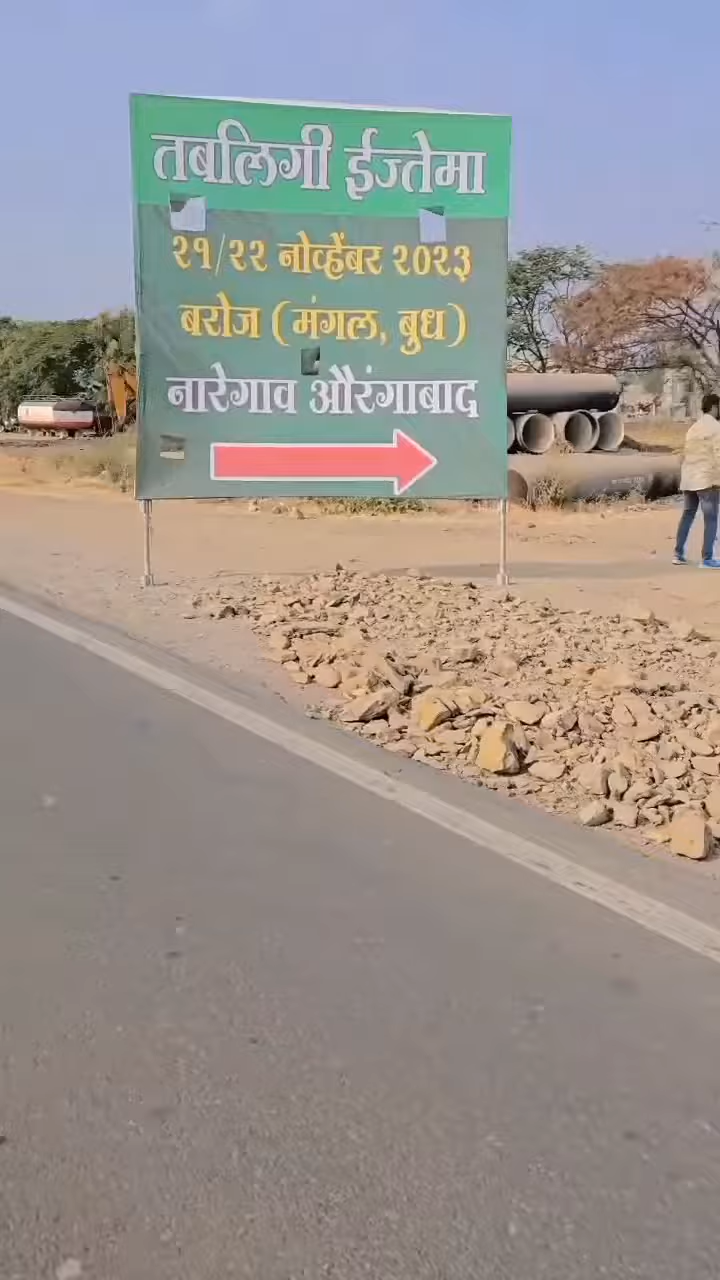 तबलिगी ईज्तेमा
२१/२२ नोव्हेंबर २०२३
बरोज (मंगल, बुध)
नारेगाव औरंगाबाद